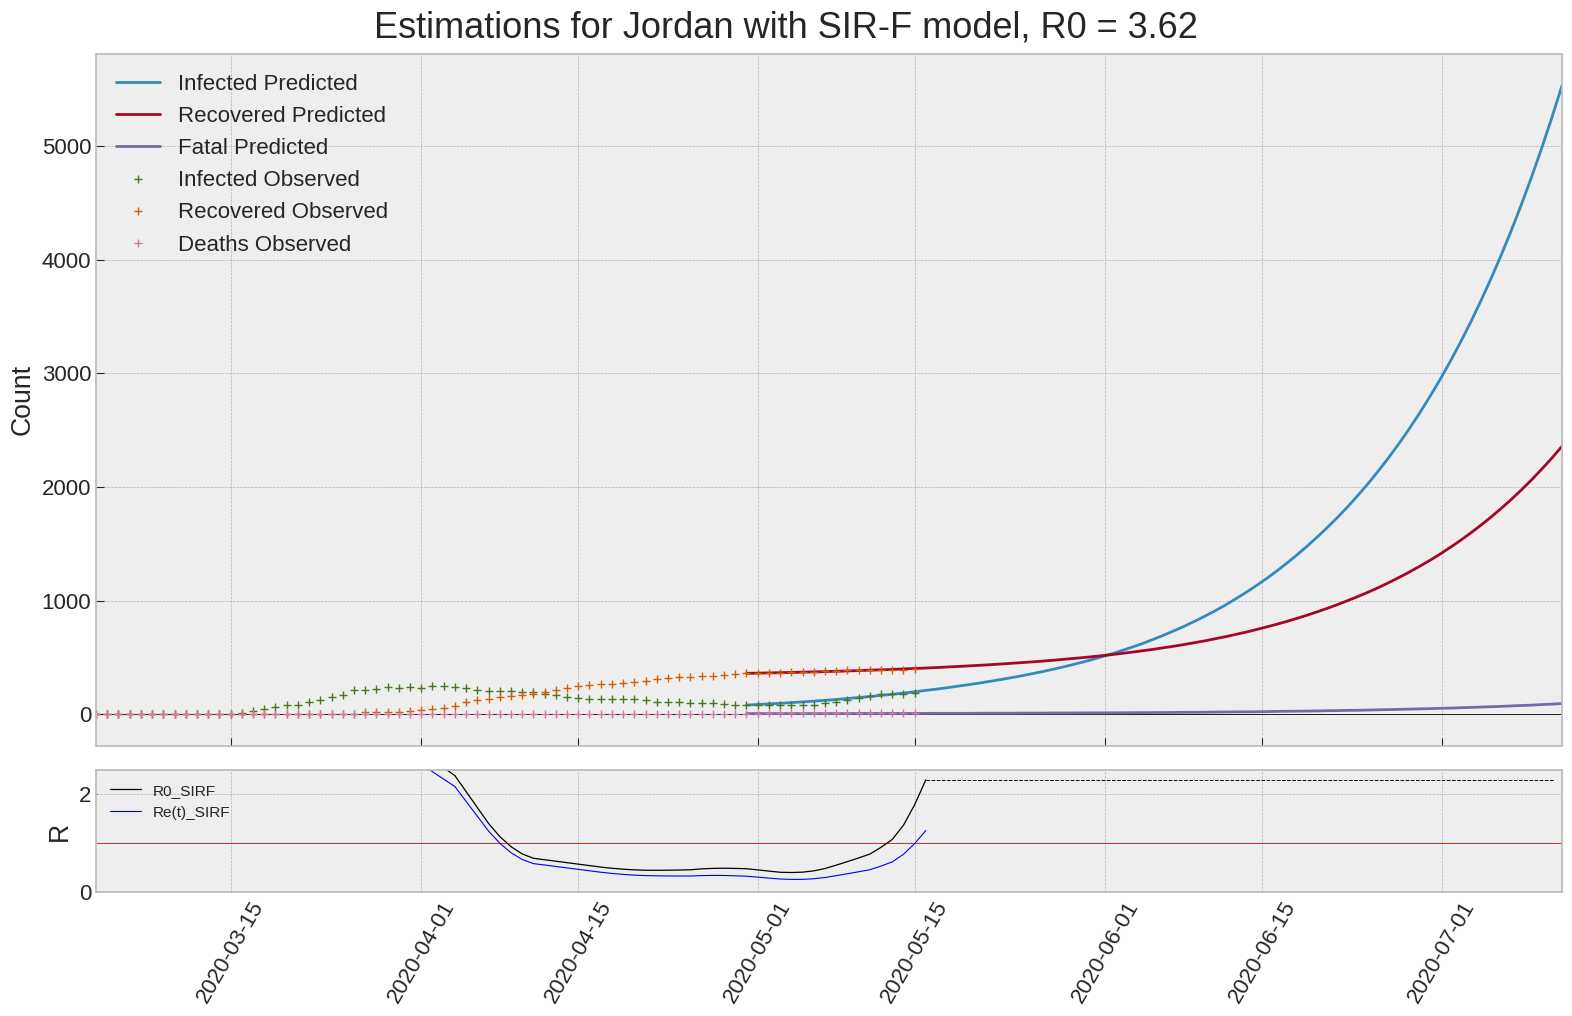 Estimations for Jordan with SIR-F model, R0 = 3.62
Infected Predicted
Recovered Predicted
Fatal Predicted
Infected Observed
Recovered Observed
Deaths Observed
Count
5000
4000
3000
2000
1000
0
R0_SIRF
Re(t)_SIRF
R
2
0
2020-03-15
2020-04-01
2020-04-15
2020-05-01
2020-05-15
2020-06-01
2020-06-15
2020-07-01